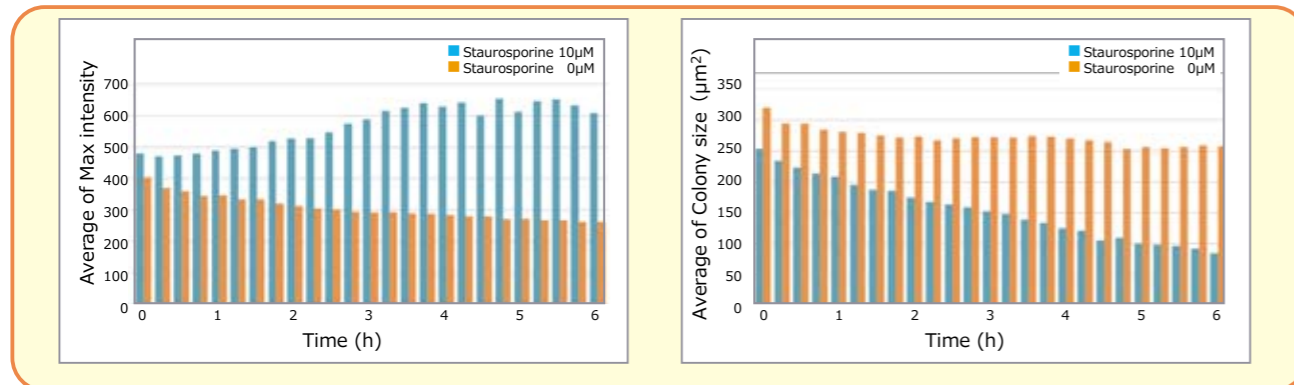 Staurosporine 10μM
Staurosporine 0μM
Average of Max intensity
700
600
500
400
300
200
100
0
0 1 2 3 4 5 6
Time (h)
Staurosporine 10μM
Staurosporine 0μM
Average of Colony size (μm²)
350
300
250
200
150
100
50
0
0 1 2 3 4 5 6
Time (h)